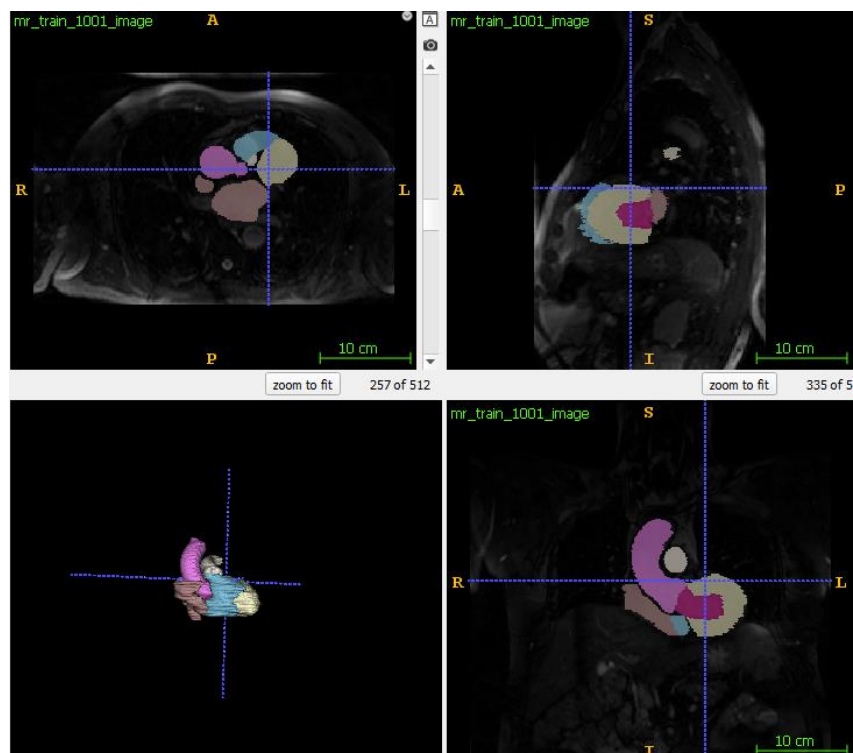 mr_train_1001_image
A
R
L
P
10 cm
zoom to fit
257 of 512
A
mr_train_1001_image
S
A
P
I
10 cm
zoom to fit
335 of 5
mr_train_1001_image
S
R
L
I
10 cm